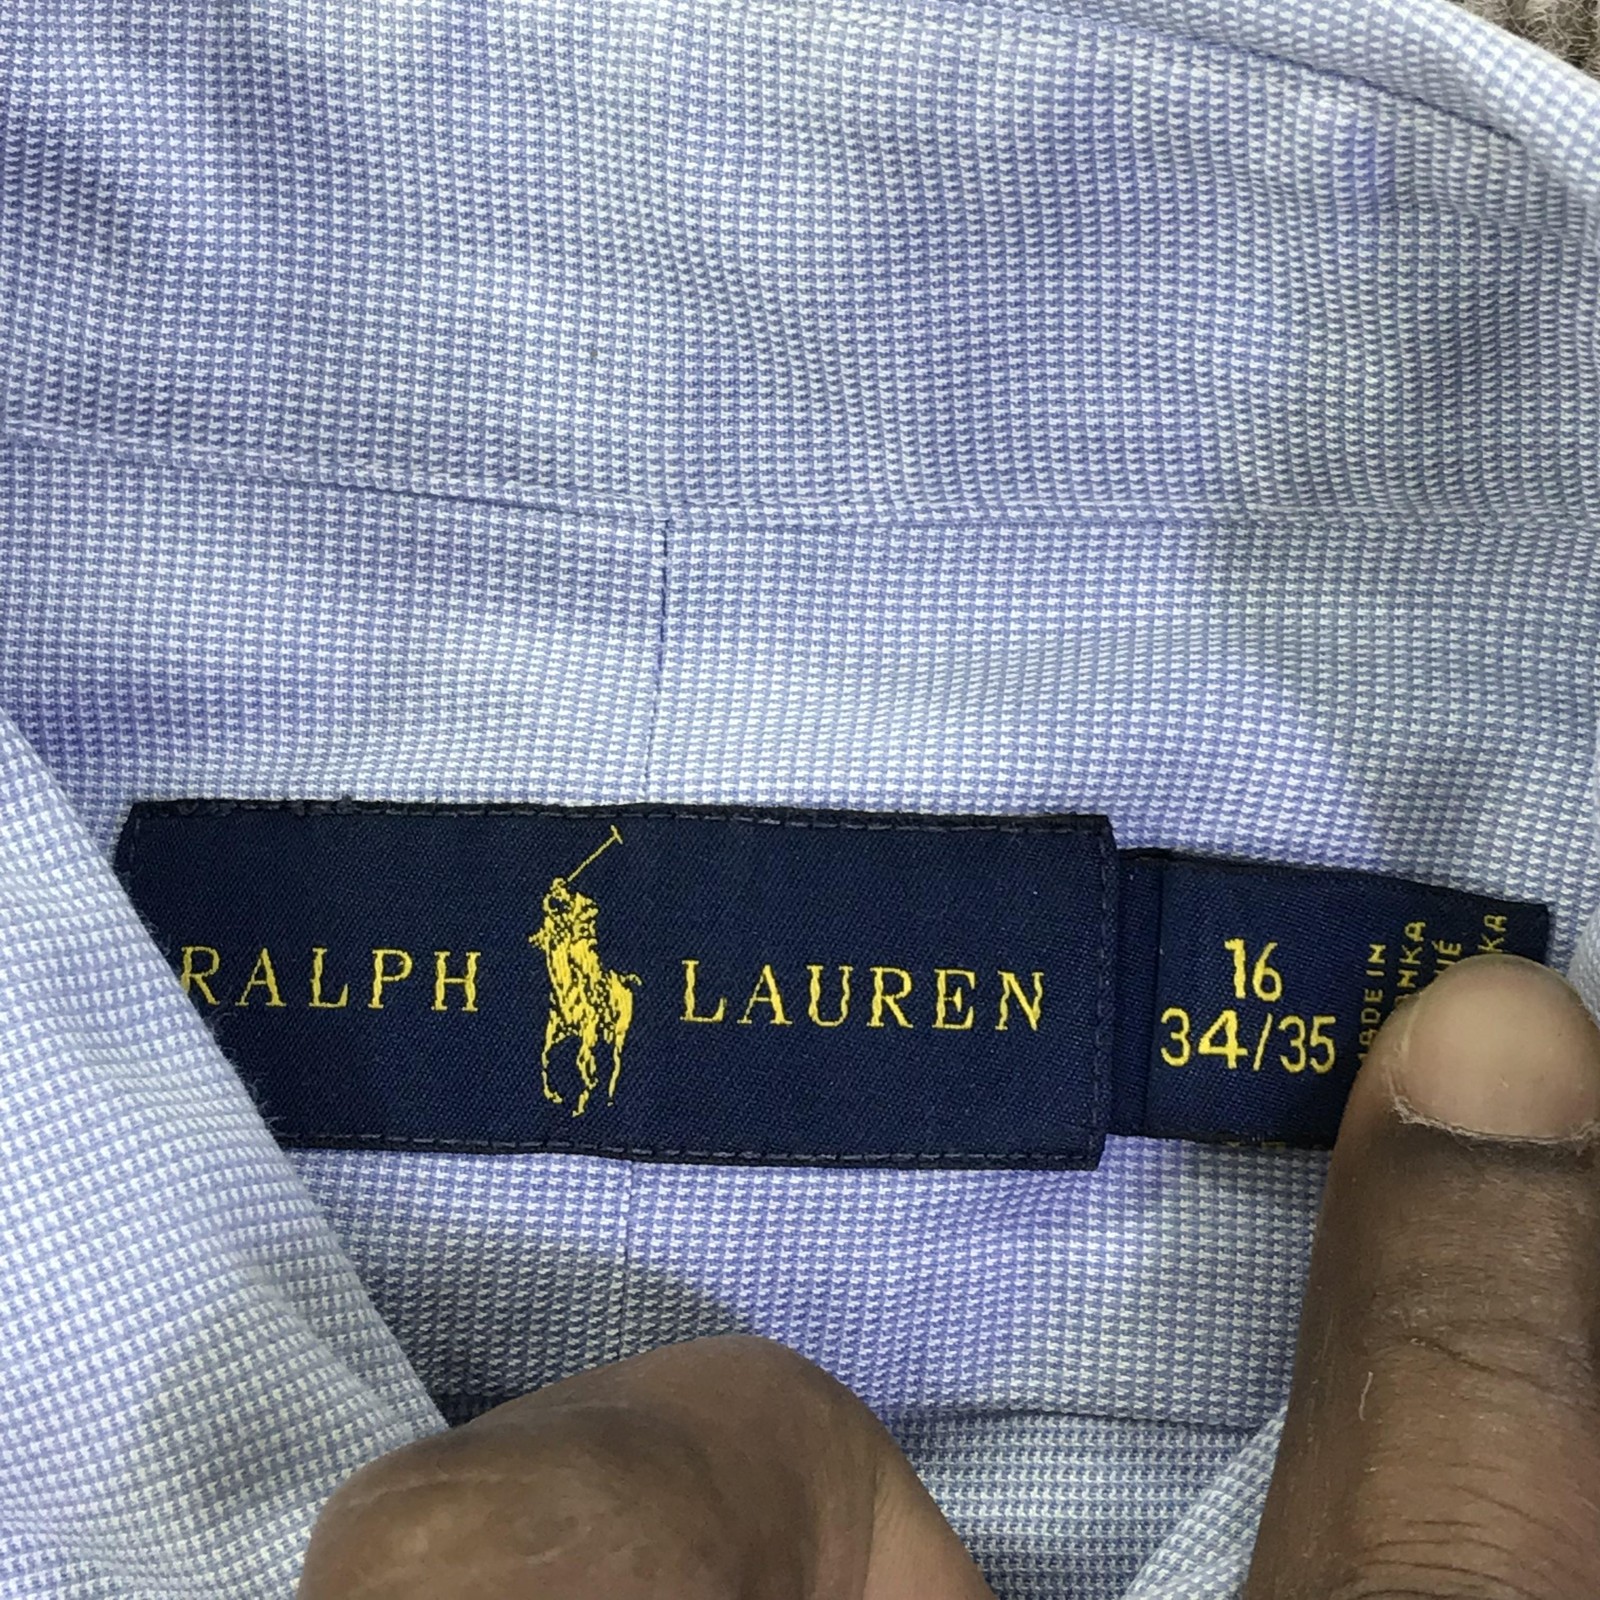 RALPH LAUREN
16
34/35
MADE IN